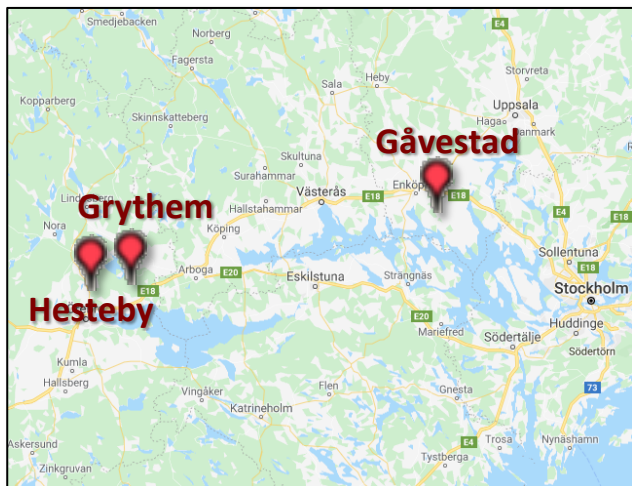 Smedjebacken
Norberg
E4
Fagersta
Heby
Storvreta
Sala
Kopparberg
Uppsala
Skinnskatteberg
Haga
Danmark
Gåvestad
Skultuna
Surahammar
Enköping
E18
E18
Västerås
Grythem
Hallstahammar
E4
Nora
Köping
Sollentuna
E18
Arboga
E20
Eskilstuna
Strängnäs
E18
Stockholm
Hesteby
E20
Mariefred
Huddinge
Södertälje
Södertörn
Kumla
Hallsberg
Vingåker
Flen
Gnesta
73
Katrineholm
Askersund
E4
Trosa
Nynäshamn
Tystberga
Zinkgruvan